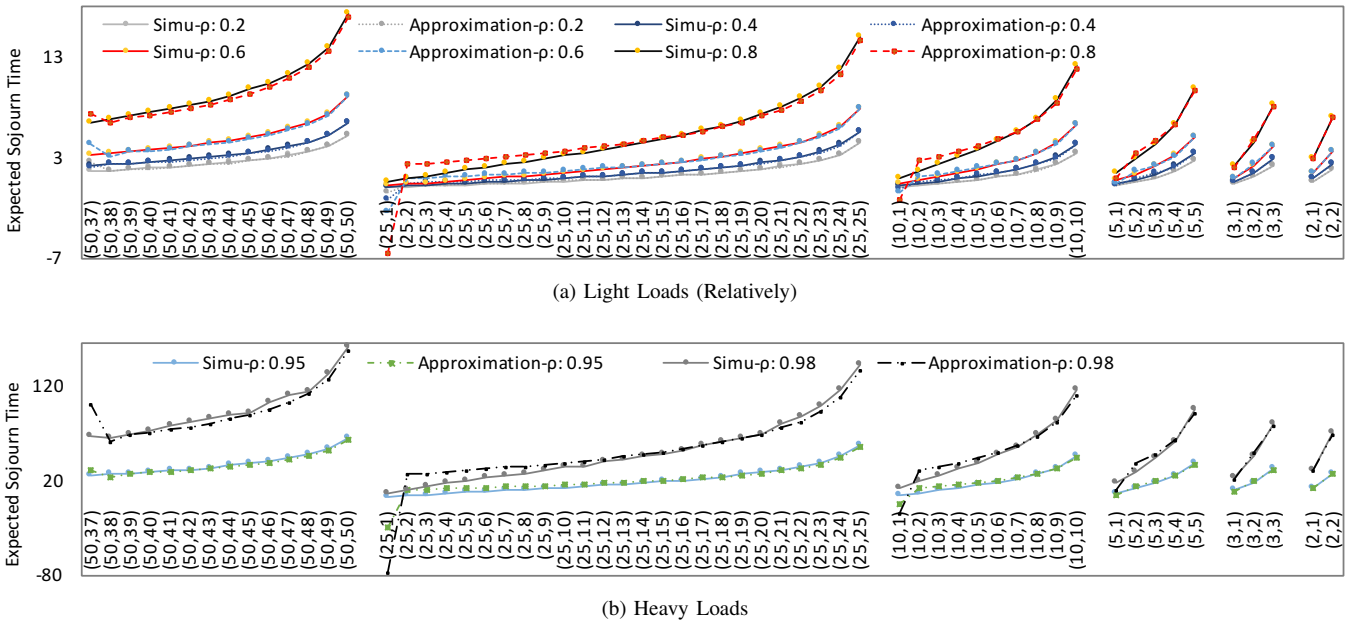 Simu-ρ: 0.2 Approximation-ρ: 0.2 Simu-ρ: 0.4 Approximation-ρ: 0.4
Simu-ρ: 0.6 Approximation-ρ: 0.6 Simu-ρ: 0.8 Approximation-ρ: 0.8
Expected Sojourn Time
13
3
-7
(50,37) (50,38) (50,39) (50,40) (50,41) (50,42) (50,43) (50,44) (50,45) (50,46) (50,47) (50,48) (50,49) (50,50) (25,1) (25,2) (25,3) (25,4) (25,5) (25,6) (25,7) (25,8) (25,9) (25,10) (25,11) (25,12) (25,13) (25,14) (25,15) (25,16) (25,17) (25,18) (25,19) (25,20) (25,21) (25,22) (25,23) (25,24) (25,25) (10,1) (10,2) (10,3) (10,4) (10,5) (10,6) (10,7) (10,8) (10,9) (10,10) (5,1) (5,2) (5,3) (5,4) (5,5) (3,1) (3,2) (3,3) (2,1) (2,2)
(a) Light Loads (Relatively)
Simu-ρ: 0.95 Approximation-ρ: 0.95 Simu-ρ: 0.98 Approximation-ρ: 0.98
Expected Sojourn Time
120
20
-80
(50,37) (50,38) (50,39) (50,40) (50,41) (50,42) (50,43) (50,44) (50,45) (50,46) (50,47) (50,48) (50,49) (50,50) (25,1) (25,2) (25,3) (25,4) (25,5) (25,6) (25,7) (25,8) (25,9) (25,10) (25,11) (25,12) (25,13) (25,14) (25,15) (25,16) (25,17) (25,18) (25,19) (25,20) (25,21) (25,22) (25,23) (25,24) (25,25) (10,1) (10,2) (10,3) (10,4) (10,5) (10,6) (10,7) (10,8) (10,9) (10,10) (5,1) (5,2) (5,3) (5,4) (5,5) (3,1) (3,2) (3,3) (2,1) (2,2)
(b) Heavy Loads